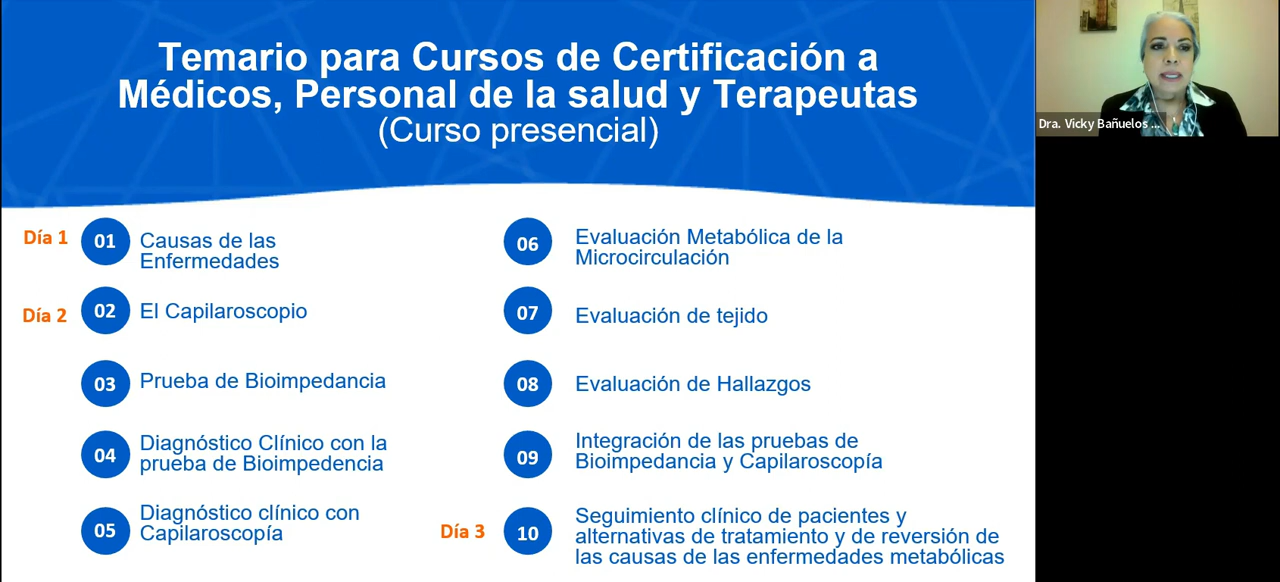 Temario para Cursos de Certificación a
Médicos, Personal de la salud y Terapeutas
(Curso presencial)
Dra. Vicky Bañuelos ...
Día 1
01
Causas de las
Enfermedades
Día 2
02
El Capilaroscopio
03
Prueba de Bioimpedancia
04
Diagnóstico Clínico con la
prueba de Bioimpedencia
05
Diagnóstico clínico con
Capilaroscopía
06
Evaluación Metabólica de la
Microcirculación
07
Evaluación de tejido
08
Evaluación de Hallazgos
09
Integración de las pruebas de
Bioimpedancia y Capilaroscopía
Día 3
10
Seguimiento clínico de pacientes y
alternativas de tratamiento y de reversión de
las causas de las enfermedades metabólicas